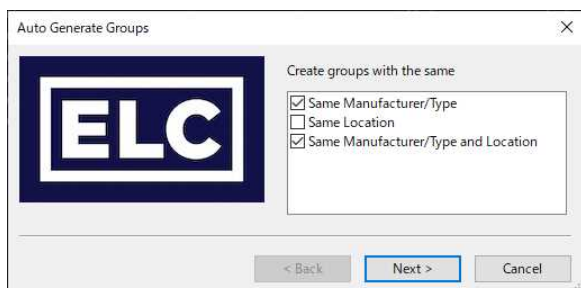 Auto Generate Groups
ELC
Create groups with the same
Same Manufacturer/Type
Same Location
Same Manufacturer/Type and Location
< Back
Next >
Cancel